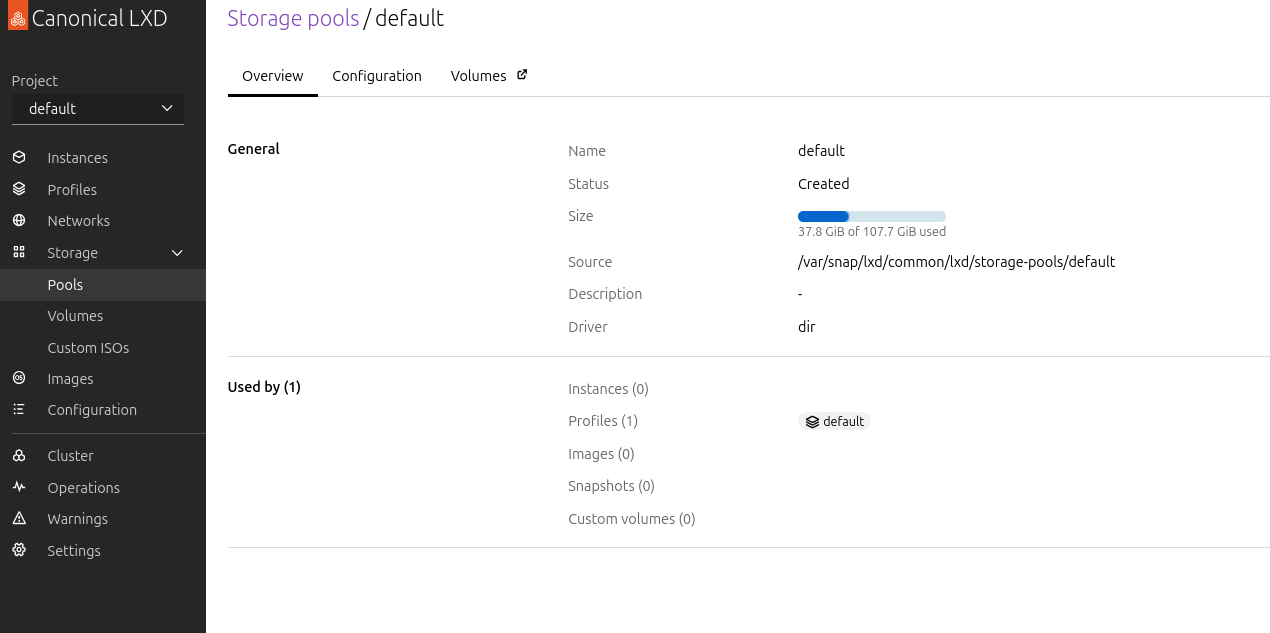 Canonical LXD
Project
default
Instances
Profiles
Networks
Storage
Pools
Volumes
Custom ISOs
Images
Configuration
Cluster
Operations
Warnings
Settings
Storage pools / default
Overview Configuration Volumes
General
Name default
Status Created
Size
37.8 GiB of 107.7 GiB used
Source /var/snap/lxd/common/lxd/storage-pools/default
Description -
Driver dir
Used by (1)
Instances (0)
Profiles (1) default
Images (0)
Snapshots (0)
Custom volumes (0)